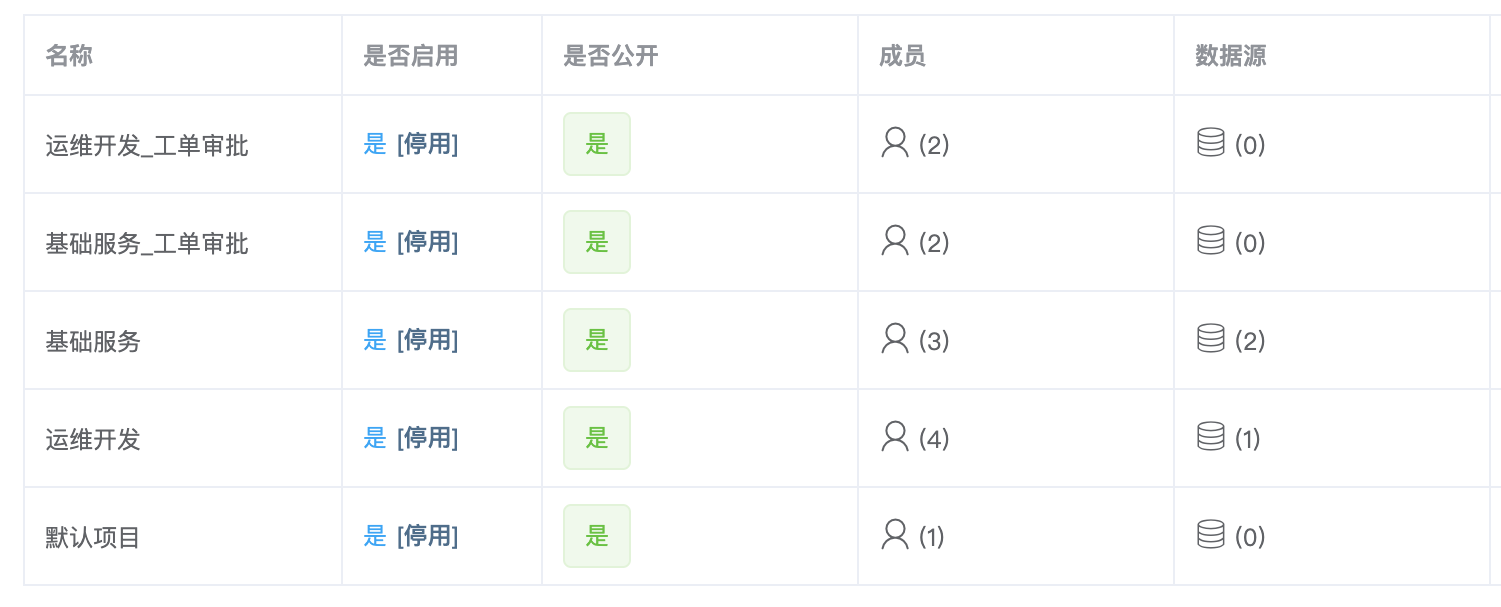 名称 是否启用 是否公开 成员 数据源
运维开发_工单审批 是 [停用] 是 (2) (0)
基础服务_工单审批 是 [停用] 是 (2) (0)
基础服务 是 [停用] 是 (3) (2)
运维开发 是 [停用] 是 (4) (1)
默认项目 是 [停用] 是 (1) (0)